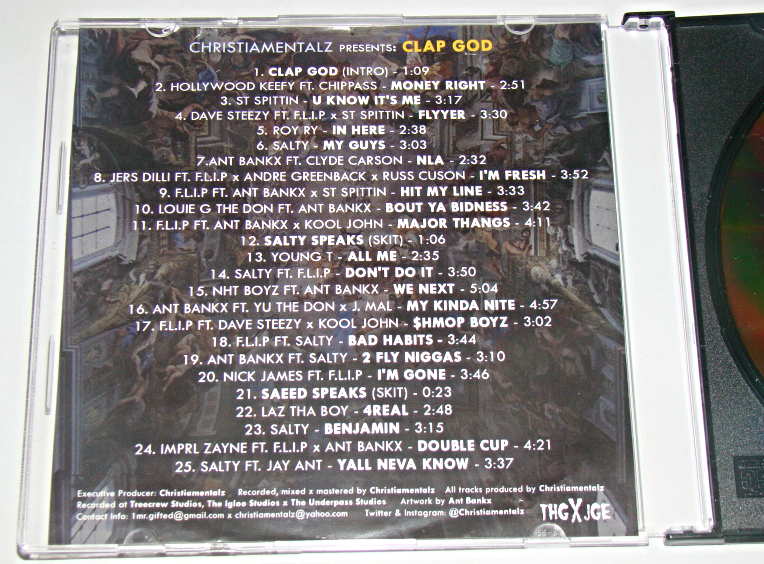 CHRISTIAMENTALZ PRESENTS: CLAP GOD
1. CLAP GOD (INTRO) - 1:09
2. HOLLYWOOD KEFFY FT. CHIPPASS - MONEY RIGHT - 2:51
3. ST SPITTIN - U KNOW IT'S ME - 3:17
4. DAVE STEEZY FT. F.L.I.P x ST SPITTIN - FLYYER - 3:30
5. ROY RY - IN HERE - 2:38
6. SALTY - MY GUYS - 3:03
7.ANT BANKX FT. CLYDE CARSON - NLA - 2:32
8. JERS DILLI FT. F.L.I.P x ANDRE GREENBACK x RUSS CUSON - I'M FRESH - 3:52
9. F.L.I.P FT. ANT BANKX x ST SPITTIN - HIT MY LINE - 3:33
10. LOUIE G THE DON FT. ANT BANKX - BOUT YA BIDNESS - 3:42
11. F.L.I.P FT. ANT BANKX x KOOL JOHN - MAJOR THANGS - 4:11
12. SALTY SPEAKS (SKIT) - 1:06
13. YOUNG T - ALL ME - 2:35
14. SALTY FT. F.L.I.P - DON'T DO IT - 3:50
15. NHT BOYZ FT. ANT BANKX - WE NEXT - 5:04
16. ANT BANKX FT. YU THE DON x J. MAL - MY KINDA NITE - 4:57
17. F.L.I.P FT. DAVE STEEZY x KOOL JOHN - $HMOP BOYZ - 3:02
18. F.L.I.P FT. SALTY - BAD HABITS - 3:44
19. ANT BANKX FT. SALTY - 2 FLY NIGGAS - 3:10
20. NICK JAMES FT. F.L.I.P - I'M GONE - 3:46
21. SAEED SPEAKS (SKIT) - 0:23
22. LAZ THA BOY - 4REAL - 2:48
23. SALTY - BENJAMIN - 3:15
24. IMPRL ZAYNE FT. F.L.I.P x ANT BANKX - DOUBLE CUP - 4:21
25. SALTY FT. JAY ANT - YALL NEVA KNOW - 3:37
Executive Producer: Christiamentalz Recorded, mixed x mastered by Christiamentalz All tracks produced by Christiamentalz
Recorded at Treecrew Studios, The Igloo Studios x The Underpass Studios Artwork by Ant Bankx
Contact Info: 1mr.gifted@gmail.com x christiamentalz@yahoo.com Twitter & Instagram: @Christiamentalz
THGXJGE